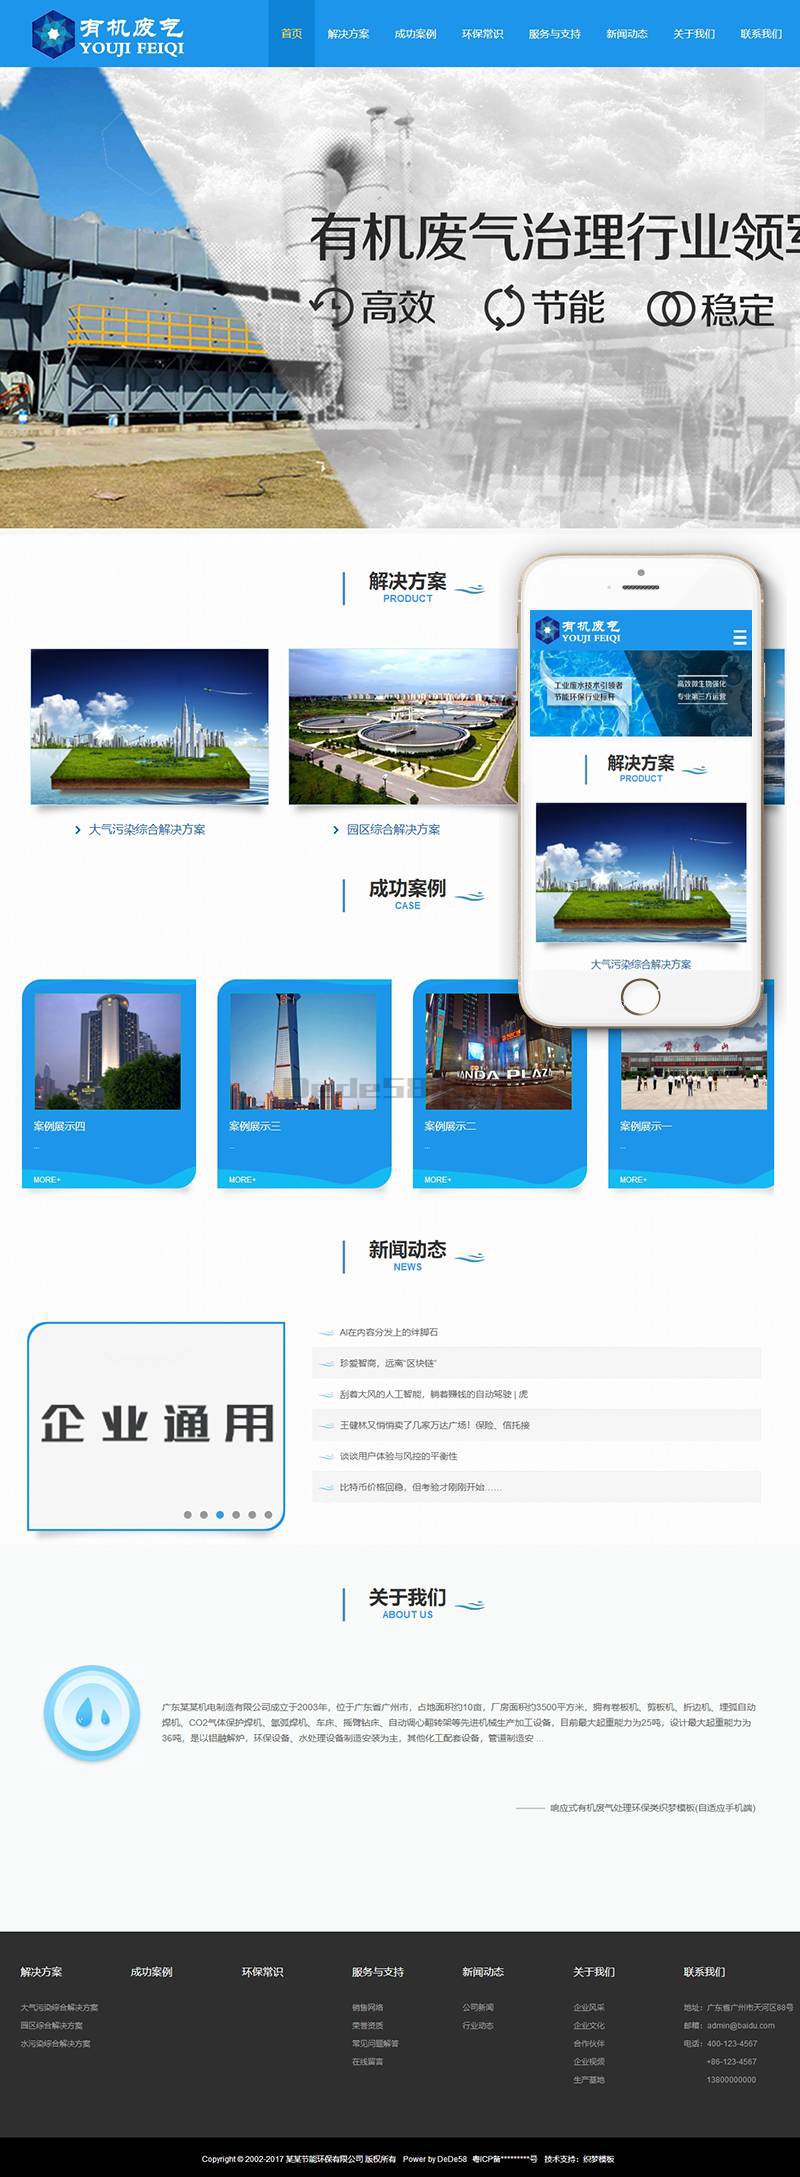 有机废气
YOUJI FEIQI
首页 解决方案 成功案例 环保常识 服务与支持 新闻动态 关于我们 联系我们
有机废气治理行业领军
高效 节能 稳定
解决方案
PRODUCT
大气污染综合解决方案
园区综合解决方案
有机废气
YOUJI FEIQI
工业废水技术引领者
节能环保行业标杆
高效微生物强化
专业第三方运营
解决方案
PRODUCT
大气污染综合解决方案
成功案例
CASE
ANDA PLAZA
Dede58
案例展示四
...
MORE+
案例展示三
...
MORE+
案例展示二
...
MORE+
案例展示一
...
MORE+
新闻动态
NEWS
企业通用
AI在内容分发上的绊脚石
珍爱智商，远离“区块链”
刮着大风的人工智能，躺着赚钱的自动驾驶 | 虎
王健林又悄悄卖了几家万达广场！保险、信托接
谈谈用户体验与风控的平衡性
比特币价格回稳，但考验才刚刚开始……
关于我们
ABOUT US
广东某某机电制造有限公司成立于2003年，位于广东省广州市，占地面积约10亩，厂房面积约3500平方米，拥有卷板机、剪板机、折边机、埋弧自动
焊机、CO2气体保护焊机、氩弧焊机、车床、摇臂钻床、自动调心翻转架等先进机械生产加工设备，目前最大起重能力为25吨，设计最大起重能力为
36吨，是以铝融解炉，环保设备、水处理设备制造安装为主，其他化工配套设备，管道制造安 ...
响应式有机废气处理环保类织梦模板(自适应手机端)
解决方案
大气污染综合解决方案
园区综合解决方案
水污染综合解决方案
成功案例
环保常识
服务与支持
销售网络
荣誉资质
常见问题解答
在线留言
新闻动态
公司新闻
行业动态
关于我们
企业风采
企业文化
合作伙伴
企业视频
生产基地
联系我们
地址：广东省广州市天河区88号
邮箱：admin@baidu.com
电话：400-123-4567
+86-123-4567
13800000000
Copyright © 2002-2017 某某节能环保有限公司 版权所有 Power by DeDe58 粤ICP备*********号 技术支持：织梦模板